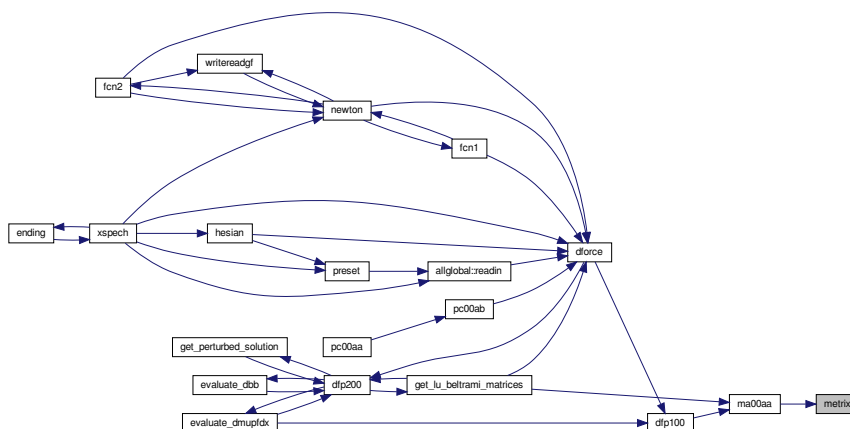 writereadgf
fcn2
newton
fcn1
ending
xspech
hesian
dforce
preset
allglobal::readin
pc00ab
get_perturbed_solution
pc00aa
evaluate_dbb
dfp200
get_lu_beltrami_matrices
ma00aa
metrix
evaluate_dmupfdx
dfp100